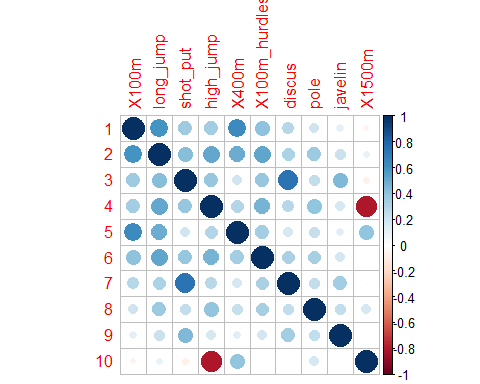 X100m
long_jump
shot_put
high_jump
X400m
X100m_hurdles
discus
pole
javelin
X1500m
1
2
3
4
5
6
7
8
9
10
1
0.8
0.6
0.4
0.2
0
-0.2
-0.4
-0.6
-0.8
-1